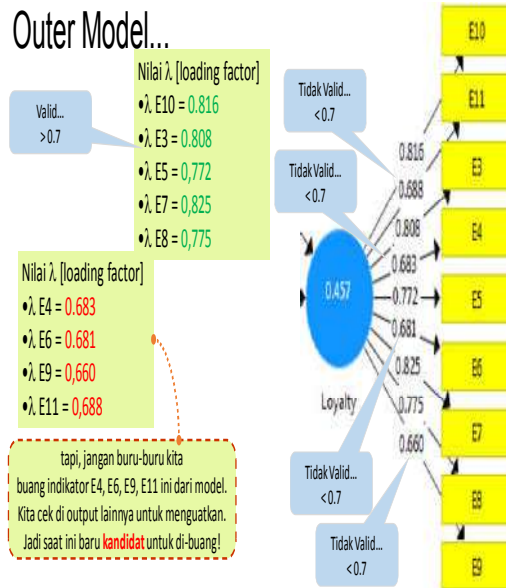 Outer Model...
Nilai λ [loading factor]
•λ E10 = 0.816
•λ E3 = 0.808
•λ E5 = 0,772
•λ E7 = 0,825
•λ E8 = 0,775
Valid...
> 0.7
Nilai λ [loading factor]
•λ E4 = 0.683
•λ E6 = 0.681
•λ E9 = 0,660
•λ E11 = 0,688
tapi, jangan buru-buru kita
buang indikator E4, E6, E9, E11 ini dari model.
Kita cek di output lainnya untuk menguatkan.
Jadi saat ini baru kandidat untuk di-buang!
Tidak Valid...
< 0.7
Tidak Valid...
< 0.7
Tidak Valid...
< 0.7
Tidak Valid...
< 0.7
0.457
Loyalty
0.816
0.688
0.808
0.683
0.772
0.681
0.825
0.775
0.660
E10
E11
E3
E4
E5
E6
E7
E8
E9